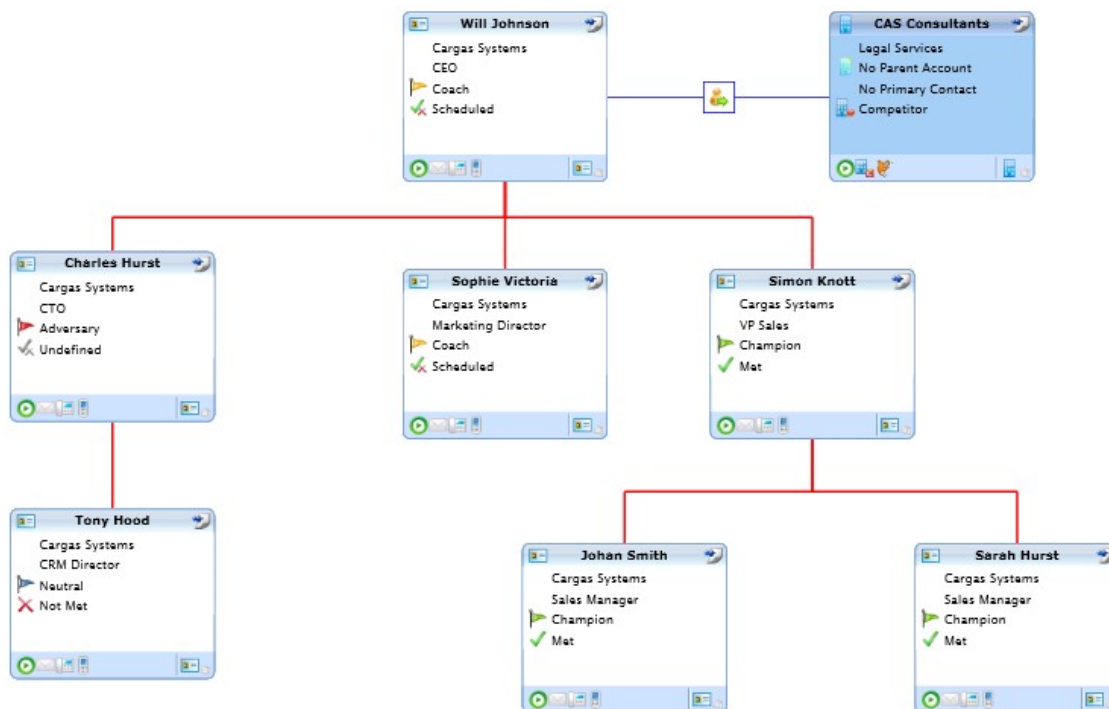 Will Johnson
Cargas Systems
CEO
Coach
Scheduled
CAS Consultants
Legal Services
No Parent Account
No Primary Contact
Competitor
Charles Hurst
Cargas Systems
CTO
Adversary
Undefined
Sophie Victoria
Cargas Systems
Marketing Director
Coach
Scheduled
Simon Knott
Cargas Systems
VP Sales
Champion
Met
Tony Hood
Cargas Systems
CRM Director
Neutral
Not Met
Johan Smith
Cargas Systems
Sales Manager
Champion
Met
Sarah Hurst
Cargas Systems
Sales Manager
Champion
Met